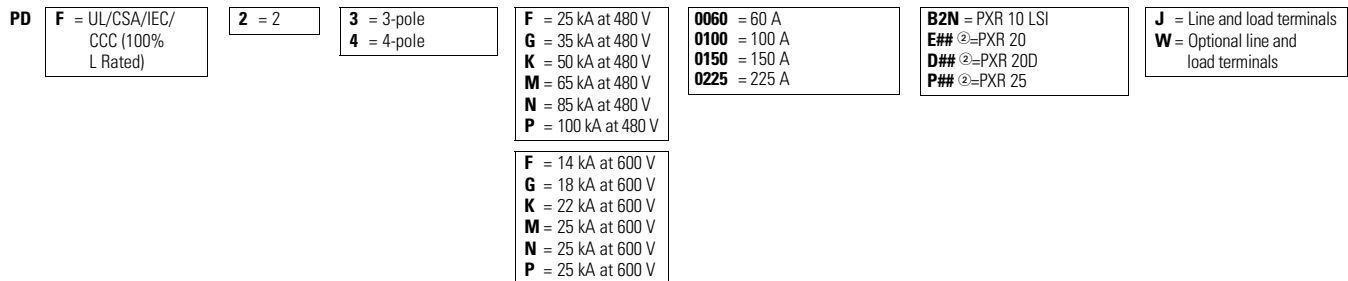 PD
F = UL/CSA/IEC/
CCC (100%
L Rated)
2 = 2
3 = 3-pole
4 = 4-pole
F = 25 kA at 480 V
G = 35 kA at 480 V
K = 50 kA at 480 V
M = 65 kA at 480 V
N = 85 kA at 480 V
P = 100 kA at 480 V
F = 14 kA at 600 V
G = 18 kA at 600 V
K = 22 kA at 600 V
M = 25 kA at 600 V
N = 25 kA at 600 V
P = 25 kA at 600 V
0060 = 60 A
0100 = 100 A
0150 = 150 A
0225 = 225 A
B2N = PXR 10 LSI
E## ②=PXR 20
D## ②=PXR 20D
P## ②=PXR 25
J = Line and load terminals
W = Optional line and
load terminals